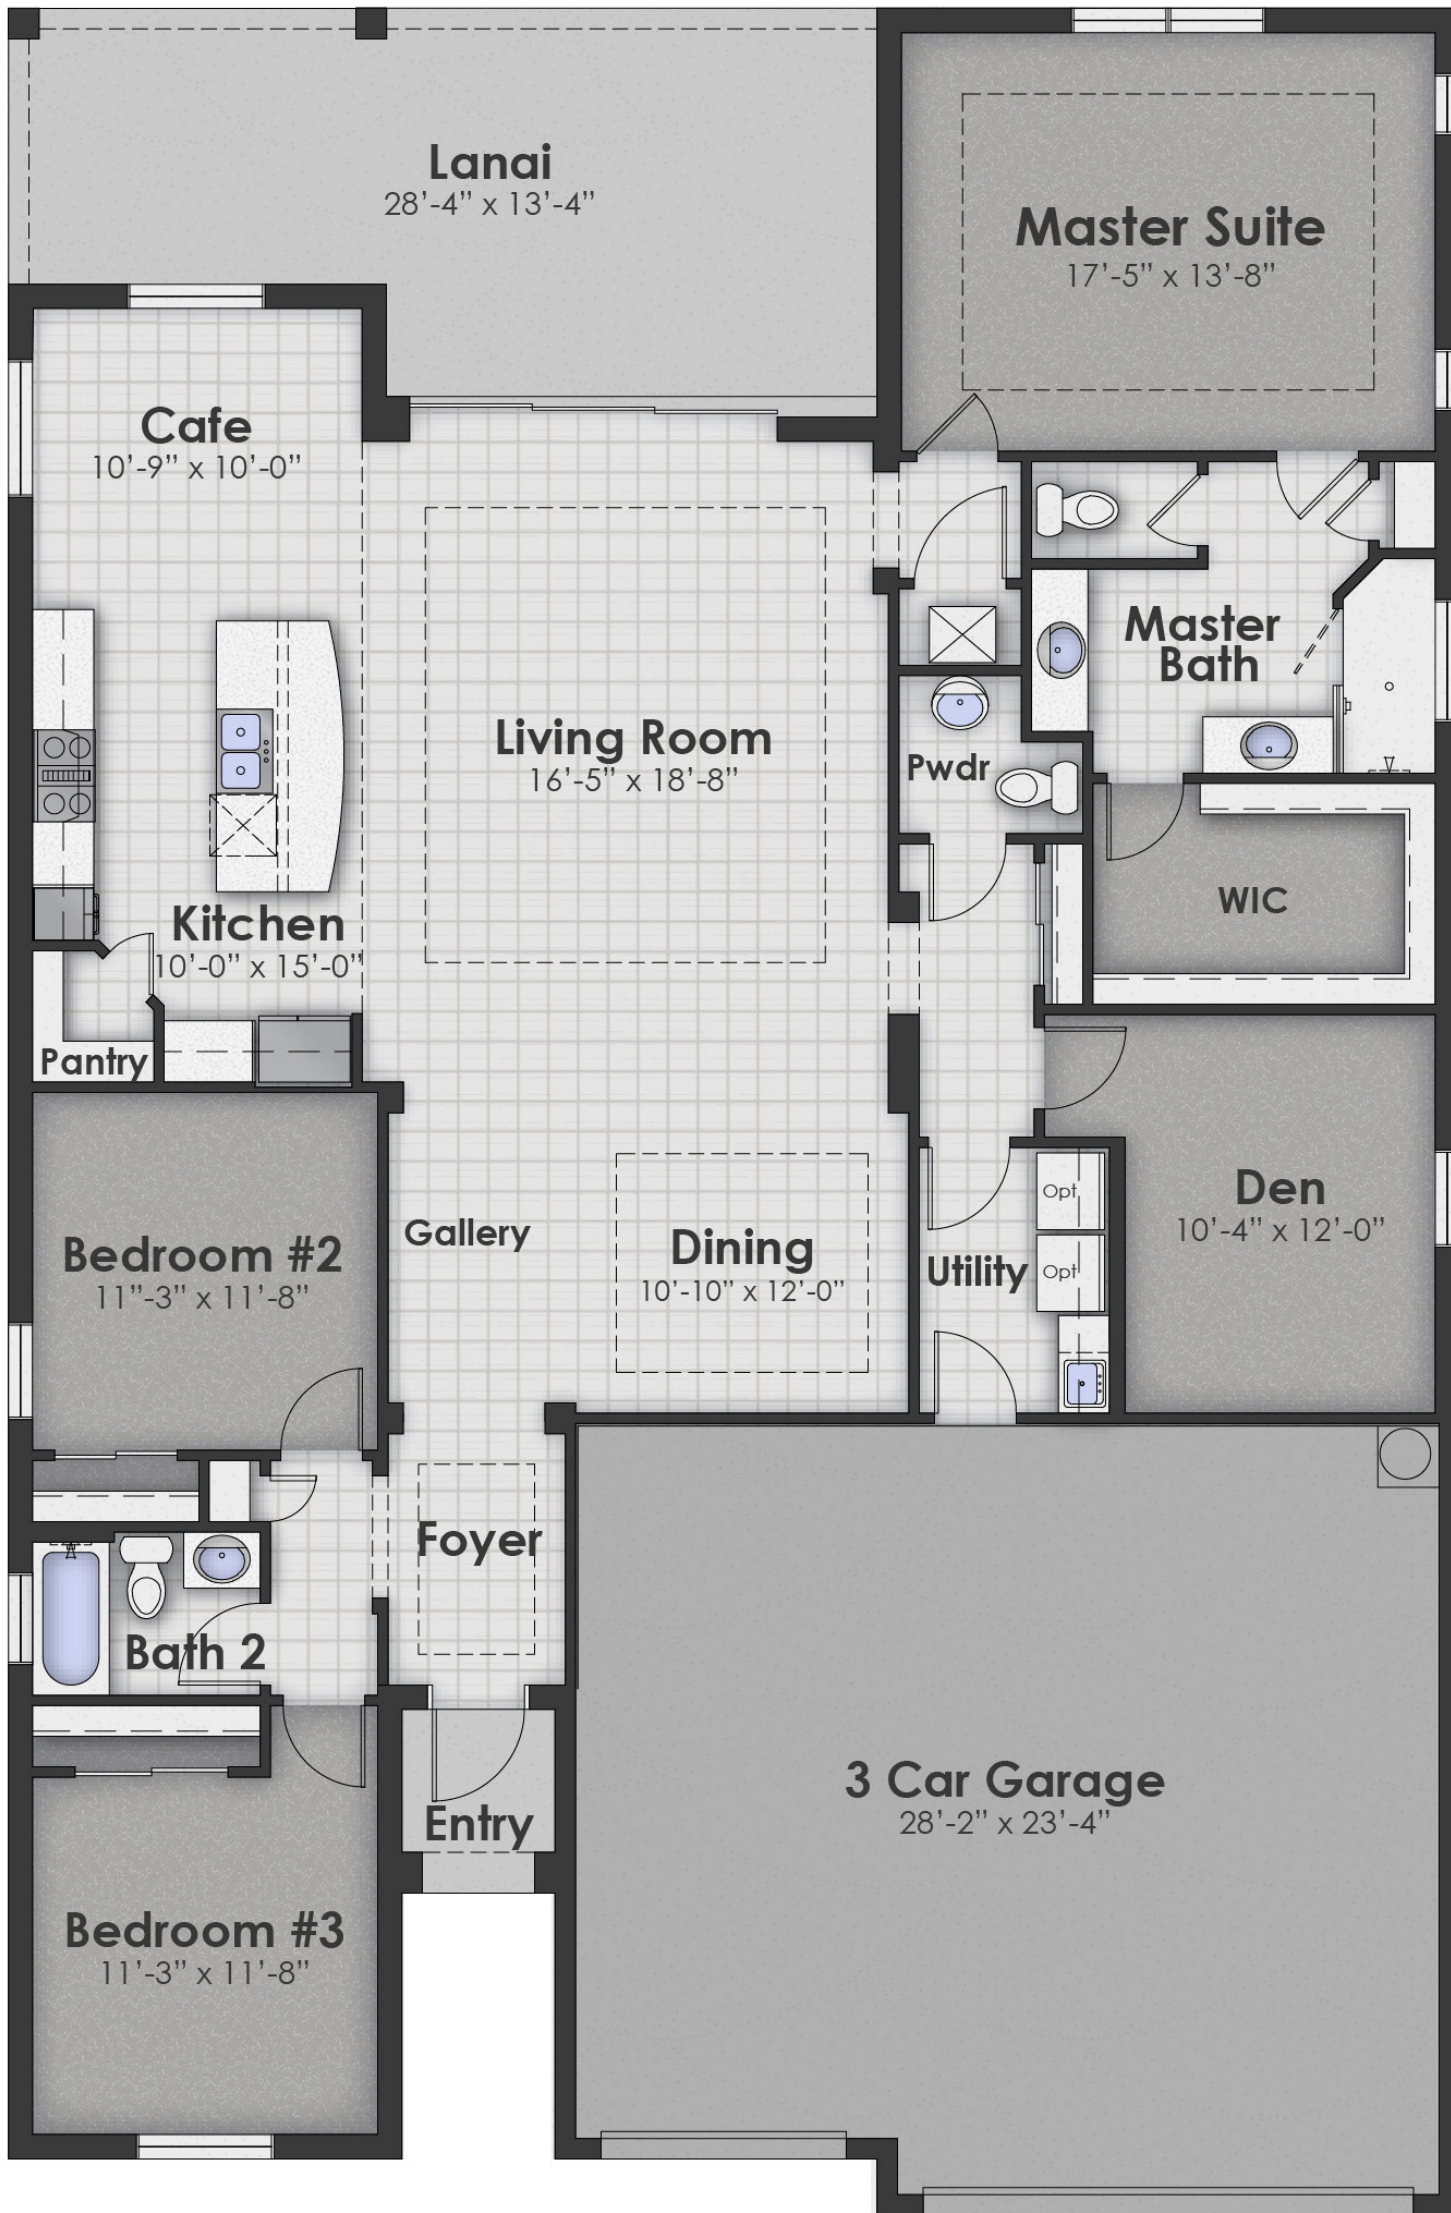 Lanai
28’-4” x 13’-4”
Master Suite
17’-5” x 13’-8”
Cafe
10’-9” x 10’-0”
Master
Bath
Living Room
16’-5” x 18’-8”
Pwdr
WIC
Kitchen
10’-0” x 15’-0”
Pantry
Den
10’-4” x 12’-0”
Opt
Gallery
Bedroom #2
11”-3” x 11’-8”
Dining
10’-10” x 12’-0”
Utility
Opt
Foyer
Bath 2
3 Car Garage
28’-2” x 23’-4”
Entry
Bedroom #3
11’-3” x 11’-8”